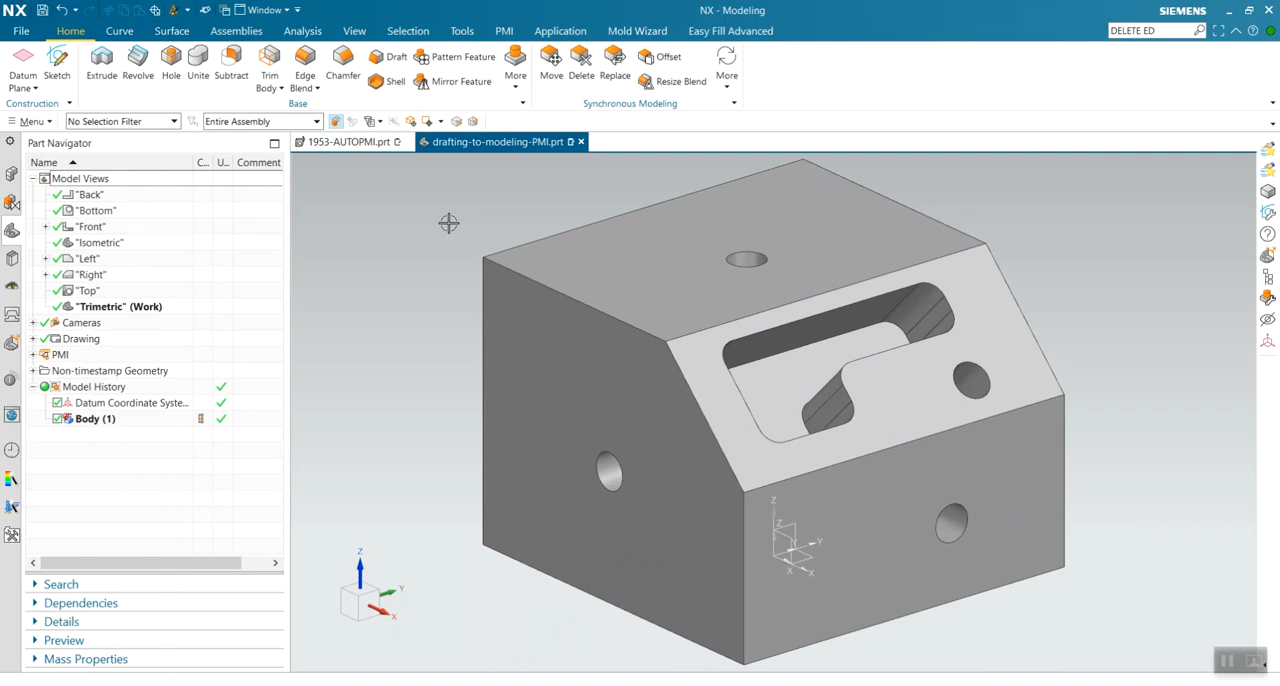 NX Window NX - Modeling SIEMENS
File Home Curve Surface Assemblies Analysis View Selection Tools PMI Application Mold Wizard Easy Fill Advanced DELETE ED
Draft Pattern Feature Offset
Shell Mirror Feature Resize Blend
Datum Plane Sketch Extrude Revolve Hole Unite Subtract Trim Body Edge Blend Chamfer More Move Delete Replace More
Construction Base Synchronous Modeling
Menu No Selection Filter Entire Assembly
Part Navigator 1953-AUTOPMI.prt drafting-to-modeling-PMI.prt
Name C... U... Comment
Model Views
"Back"
"Bottom"
"Front"
"Isometric"
"Left"
"Right"
"Top"
"Trimetric" (Work)
Cameras
Drawing
PMI
Non-timestamp Geometry
Model History
Datum Coordinate Syste...
Body (1)
Z
Z
Y
Y
X
X
Z
Y
X
Search
Dependencies
Details
Preview
Mass Properties